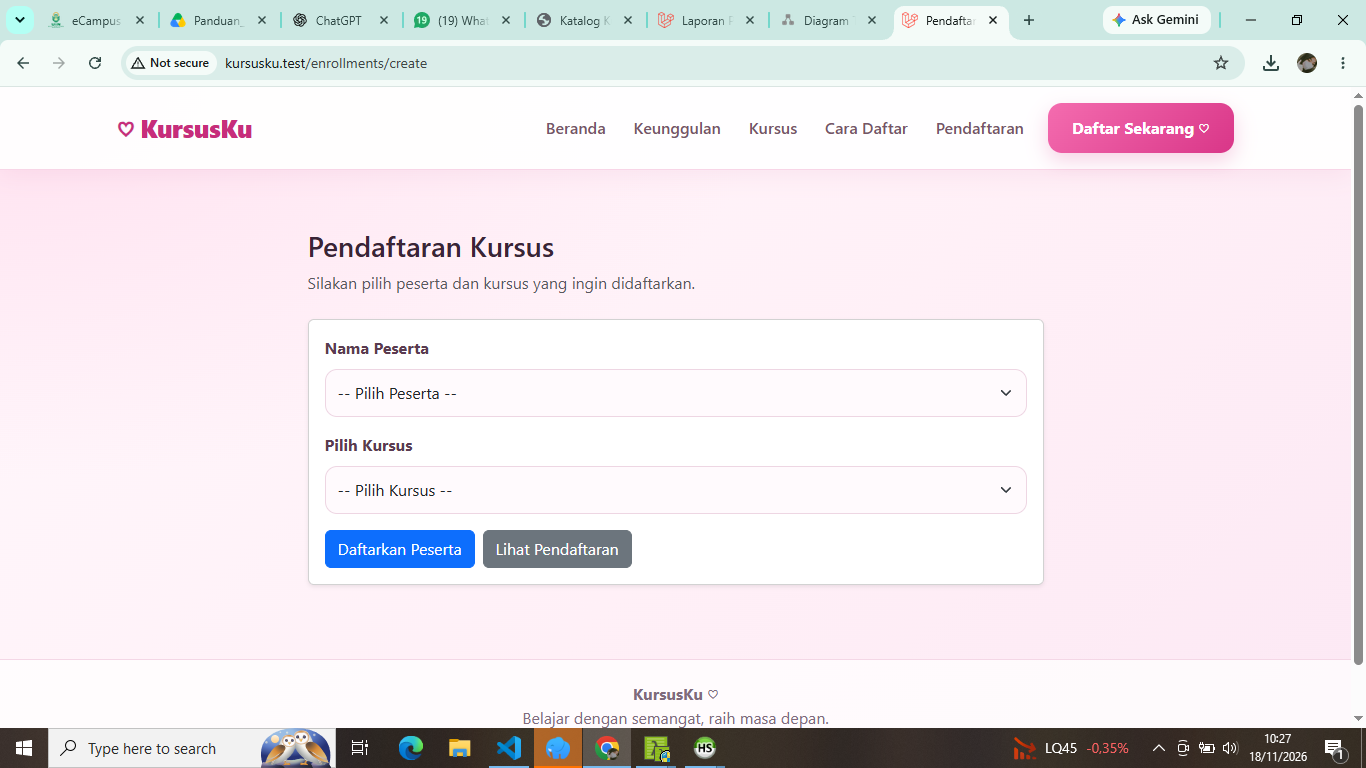 eCampus
Panduan_
ChatGPT
(19) What
Katalog K
Laporan P
Diagram T
Pendaftar
Ask Gemini
Not secure
kursusku.test/enrollments/create
KursusKu
Beranda
Keunggulan
Kursus
Cara Daftar
Pendaftaran
Daftar Sekarang ♡
Pendaftaran Kursus
Silakan pilih peserta dan kursus yang ingin didaftarkan.
Nama Peserta
-- Pilih Peserta --
Pilih Kursus
-- Pilih Kursus --
Daftarkan Peserta
Lihat Pendaftaran
KursusKu ♡
Belajar dengan semangat, raih masa depan.
Type here to search
HS
LQ45 -0,35%
10:27
18/11/2026
1